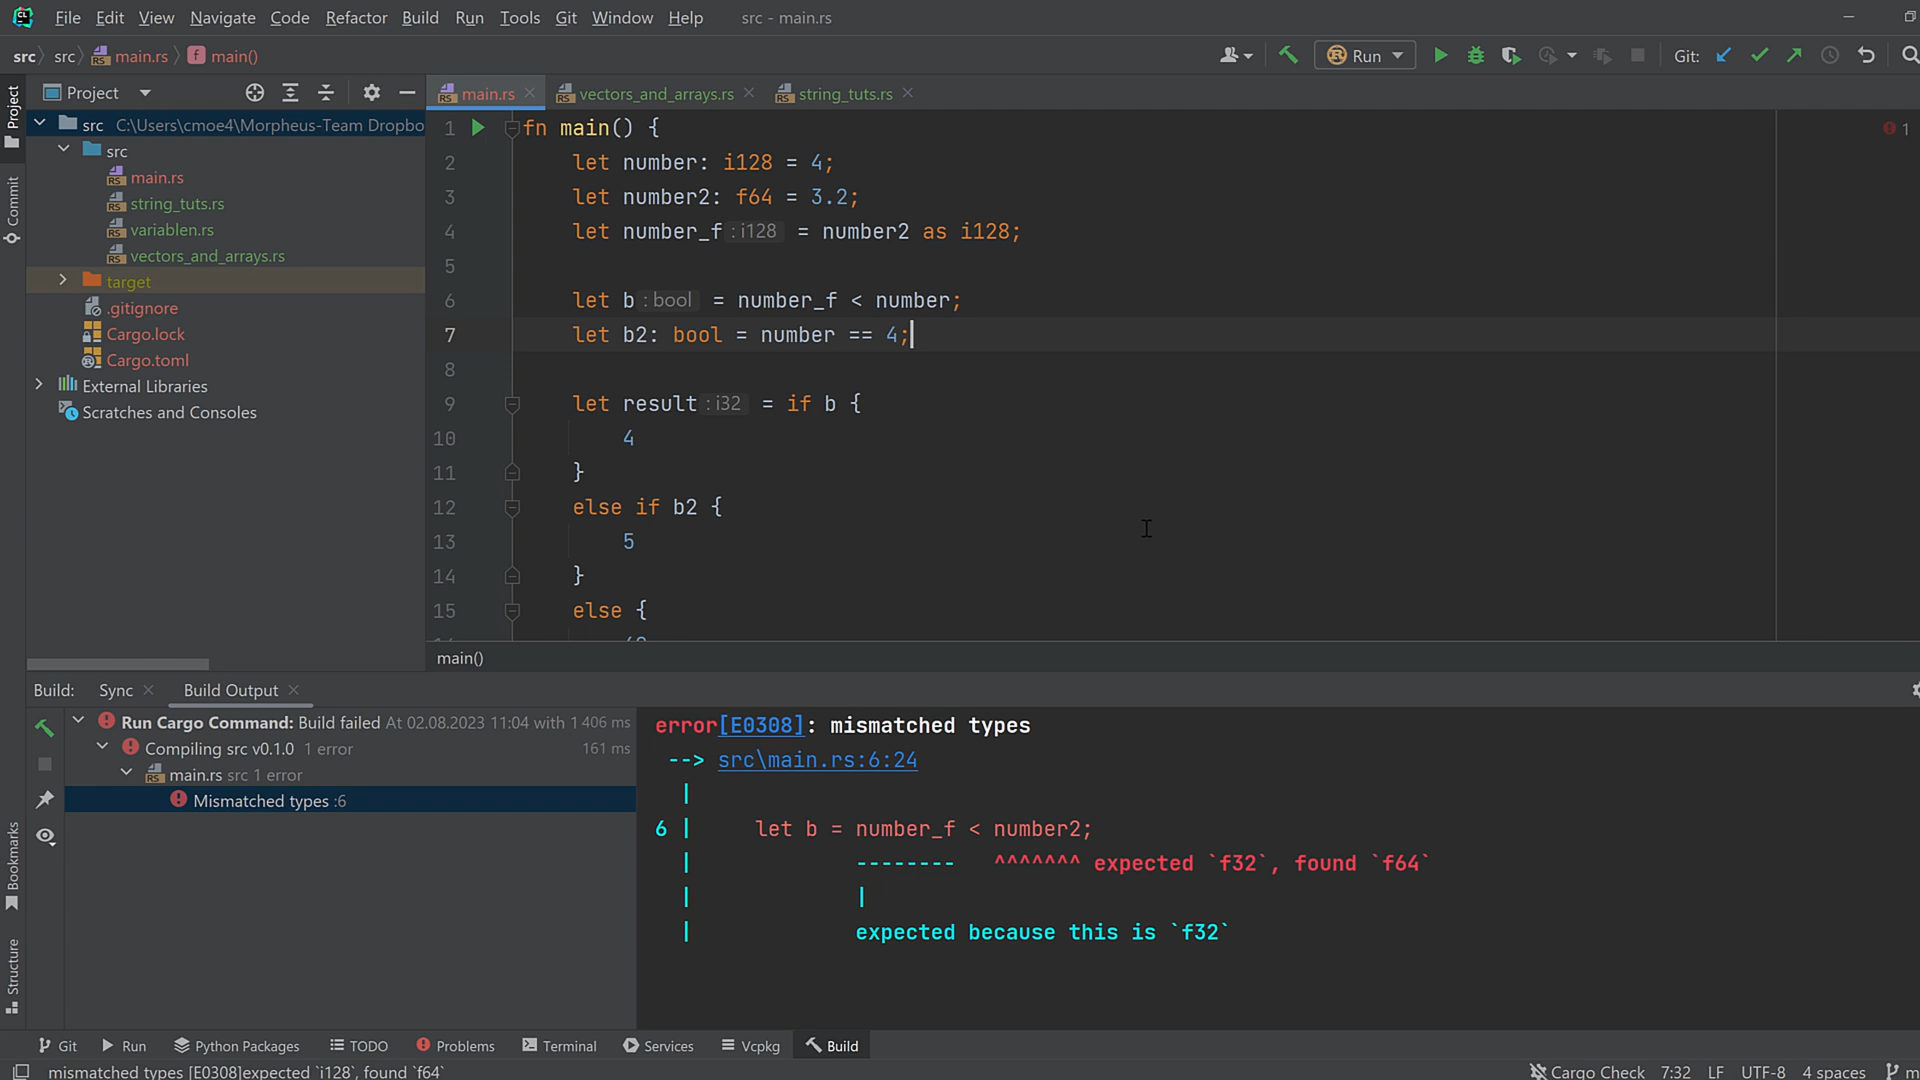 CL File Edit View Navigate Code Refactor Build Run Tools Git Window Help src - main.rs
src src main.rs main() Run Git:
Project
main.rs vectors_and_arrays.rs string_tuts.rs
Project
Commit
Bookmarks
Structure
src C:\Users\cmoe4\Morpheus-Team Dropbo
src
main.rs
string_tuts.rs
variablen.rs
vectors_and_arrays.rs
target
.gitignore
Cargo.lock
Cargo.toml
External Libraries
Scratches and Consoles
1 fn main() { 1
2 let number: i128 = 4;
3 let number2: f64 = 3.2;
4 let number_f : i128 = number2 as i128;
5
6 let b : bool = number_f < number;
7 let b2: bool = number == 4;
8
9 let result : i32 = if b {
10 4
11 }
12 else if b2 {
13 5
14 }
15 else {
main()
Build: Sync Build Output
Run Cargo Command: Build failed At 02.08.2023 11:04 with 1 406 ms
Compiling src v0.1.0 1 error 161 ms
main.rs src 1 error
Mismatched types :6
error[E0308]: mismatched types
--> src\main.rs:6:24
|
6 | let b = number_f < number2;
| -------- ^^^^^^^ expected `f32`, found `f64`
| |
| expected because this is `f32`
Git Run Python Packages TODO Problems Terminal Services Vcpkg Build
mismatched types [E0308]expected `i128`, found `f64` Cargo Check 7:32 LF UTF-8 4 spaces m